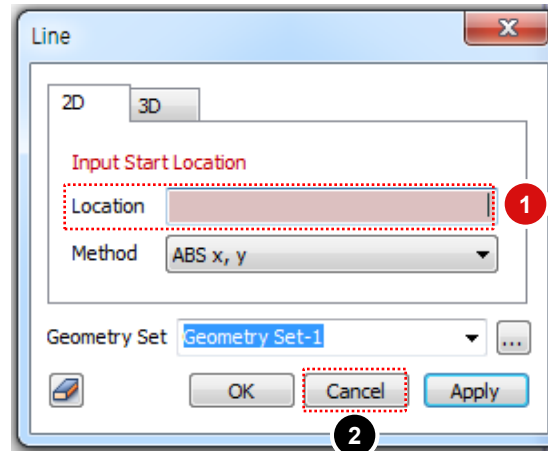 Line
2D 3D
Input Start Location
Location 1
Method ABS x, y
Geometry Set Geometry Set-1 ...
OK Cancel Apply
2